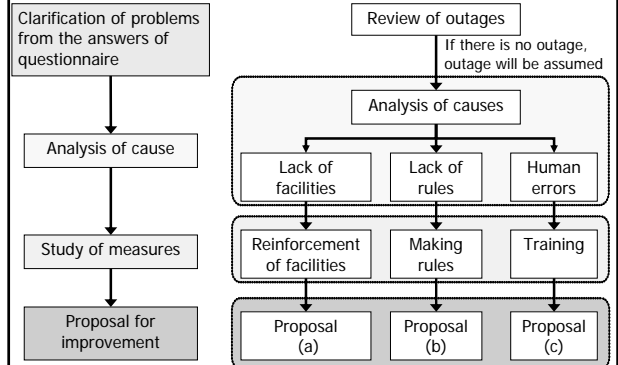 Clarification of problems
from the answers of
questionnaire
Analysis of cause
Study of measures
Proposal for
improvement
Review of outages
If there is no outage,
outage will be assumed
Analysis of causes
Lack of
facilities
Lack of
rules
Human
errors
Reinforcement
of facilities
Making
rules
Training
Proposal
(a)
Proposal
(b)
Proposal
(c)